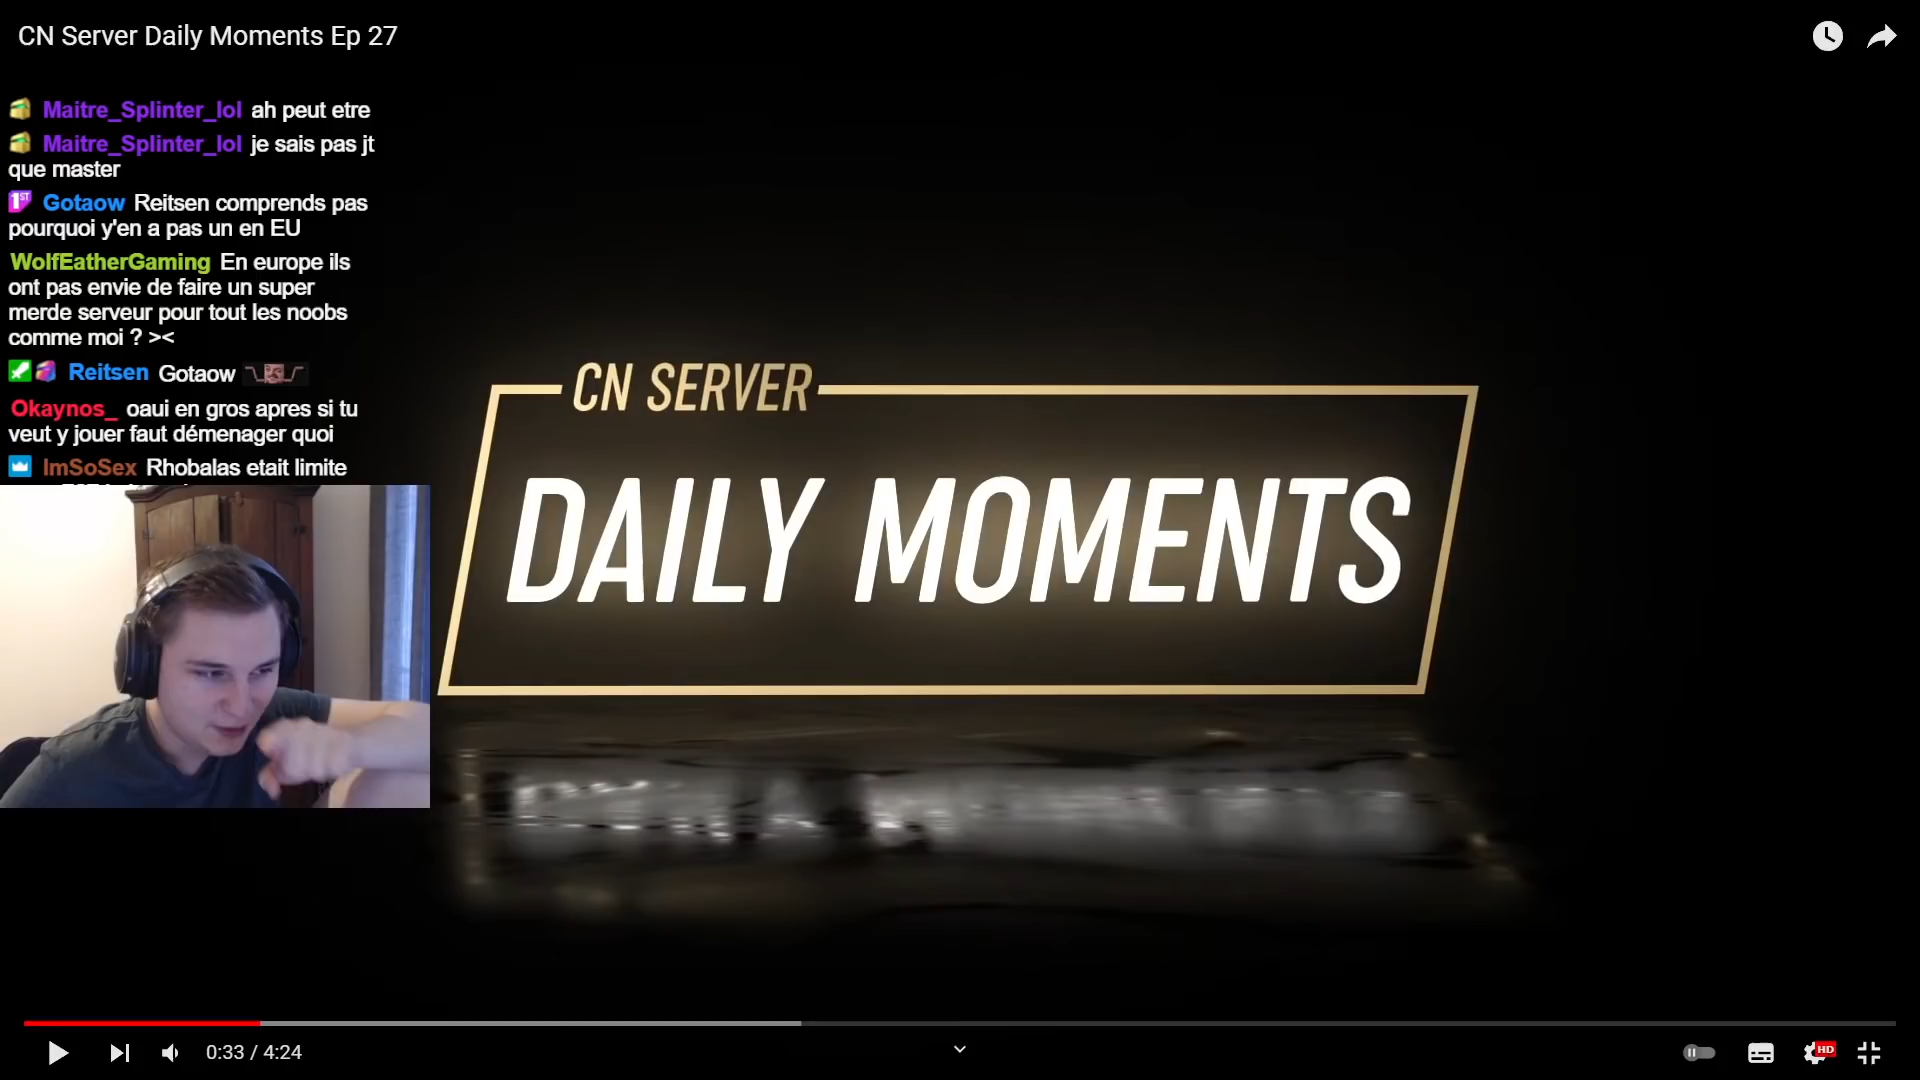 CN Server Daily Moments Ep 27
Maitre_Splinter_lol ah peut etre
Maitre_Splinter_lol je sais pas jt
que master
1ST Gotaow Reitsen comprends pas
pourquoi y'en a pas un en EU
WolfEatherGaming En europe ils
ont pas envie de faire un super
merde serveur pour tout les noobs
comme moi ? ><
Reitsen Gotaow
Okaynos_ oaui en gros apres si tu
veut y jouer faut démenager quoi
ImSoSex Rhobalas etait limite
CN SERVER
DAILY MOMENTS
0:33 / 4:24
HD